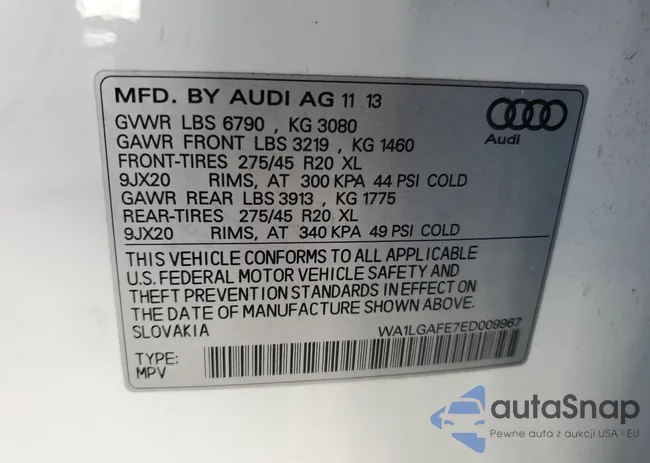 MFD. BY AUDI AG 11 13
GVWR LBS 6790 , KG 3080
GAWR FRONT LBS 3219 , KG 1460
FRONT-TIRES 275/45 R20 XL
9JX20 RIMS, AT 300 KPA 44 PSI COLD
GAWR REAR LBS 3913 , KG 1775
REAR-TIRES 275/45 R20 XL
9JX20 RIMS, AT 340 KPA 49 PSI COLD
Audi
THIS VEHICLE CONFORMS TO ALL APPLICABLE
U.S. FEDERAL MOTOR VEHICLE SAFETY AND
THEFT PREVENTION STANDARDS IN EFFECT ON
THE DATE OF MANUFACTURE SHOWN ABOVE.
SLOVAKIA WA1LGAFE7ED009967
TYPE:
MPV
autaSnap
Pewne auta z aukcji USA i EU